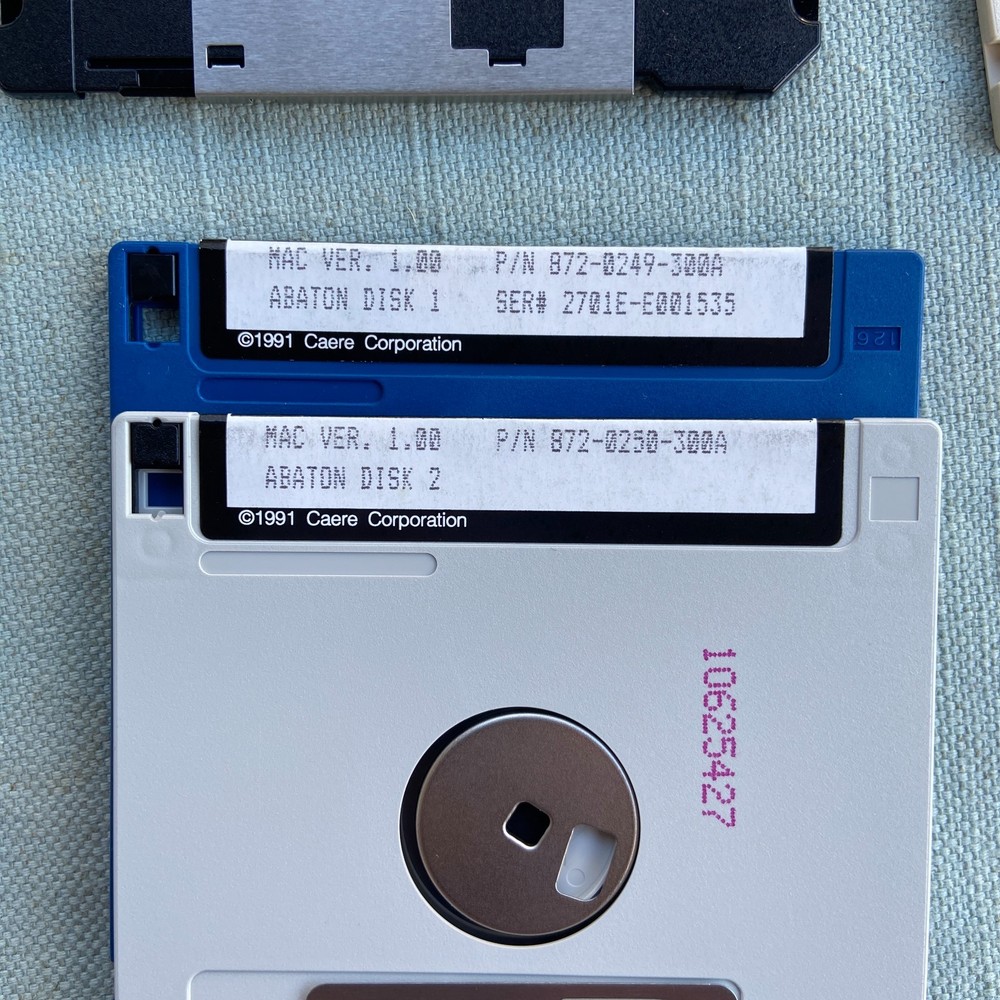 MAC VER. 1.00 P/N 872-0249-300A
ABATON DISK 1 SER# 2701E-E001535
©1991 Caere Corporation
126
MAC VER. 1.00 P/N 872-0250-300A
ABATON DISK 2
©1991 Caere Corporation
10625427